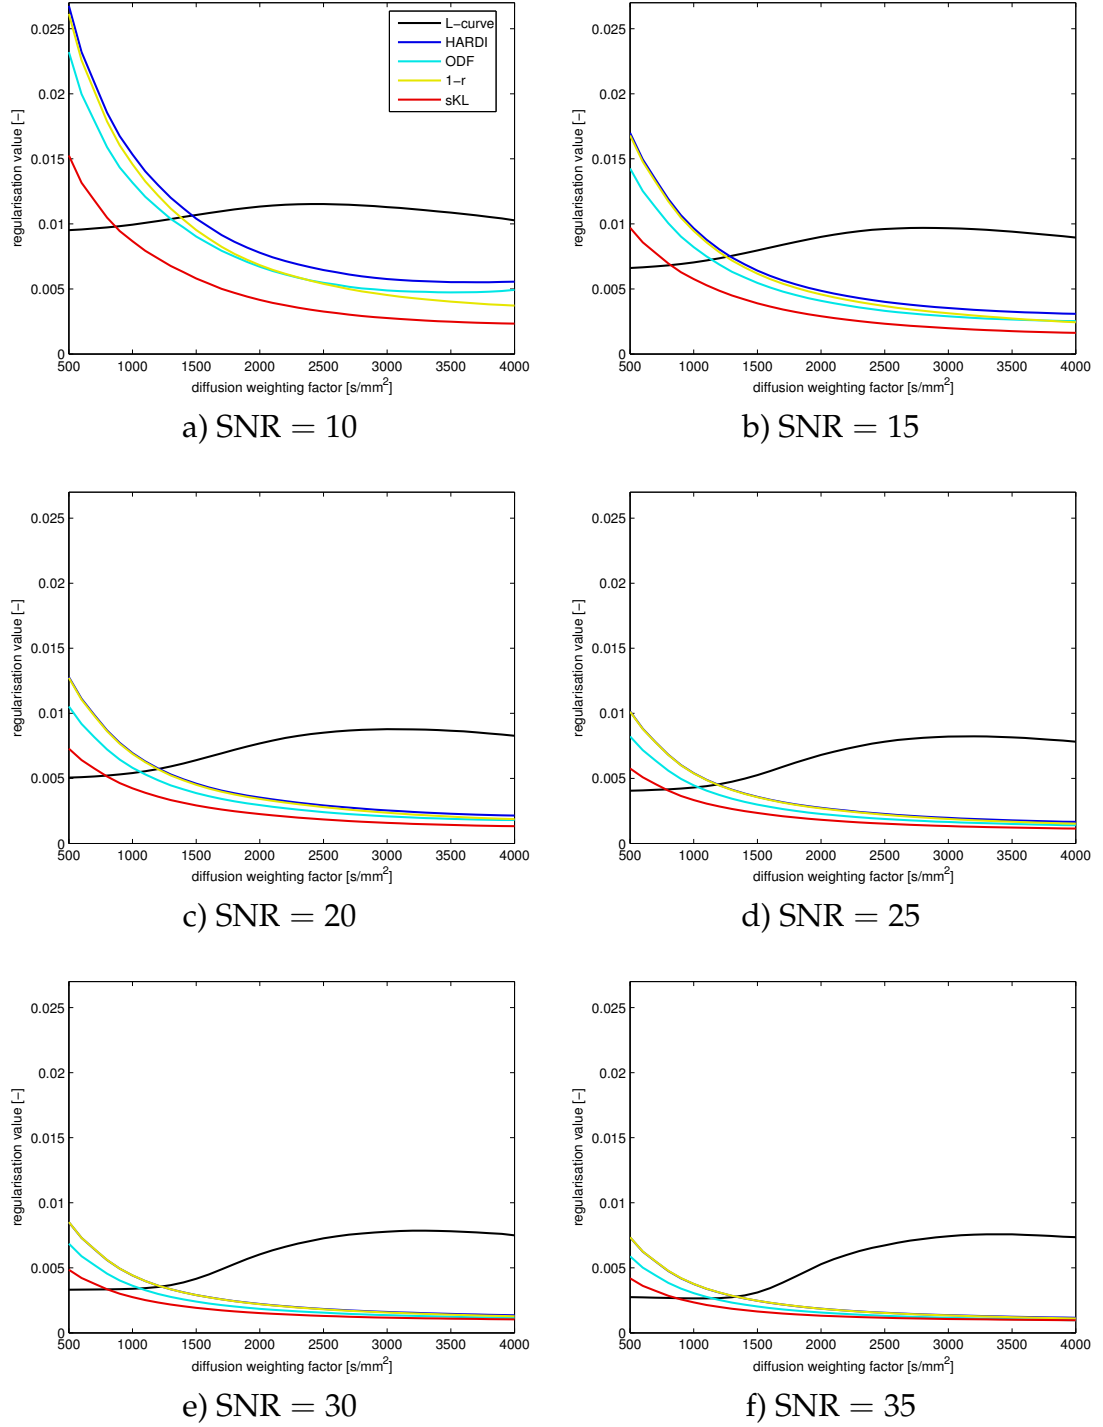 0.025
0.02
0.015
0.01
0.005
0
regularisation value [−]
L−curve
HARDI
ODF
1−r
sKL
500 1000 1500 2000 2500 3000 3500 4000
diffusion weighting factor [s/mm²]
a) SNR = 10
0.025
0.02
0.015
0.01
0.005
0
regularisation value [−]
500 1000 1500 2000 2500 3000 3500 4000
diffusion weighting factor [s/mm²]
b) SNR = 15
0.025
0.02
0.015
0.01
0.005
0
regularisation value [−]
500 1000 1500 2000 2500 3000 3500 4000
diffusion weighting factor [s/mm²]
c) SNR = 20
0.025
0.02
0.015
0.01
0.005
0
regularisation value [−]
500 1000 1500 2000 2500 3000 3500 4000
diffusion weighting factor [s/mm²]
d) SNR = 25
0.025
0.02
0.015
0.01
0.005
0
regularisation value [−]
500 1000 1500 2000 2500 3000 3500 4000
diffusion weighting factor [s/mm²]
e) SNR = 30
0.025
0.02
0.015
0.01
0.005
0
regularisation value [−]
500 1000 1500 2000 2500 3000 3500 4000
diffusion weighting factor [s/mm²]
f) SNR = 35